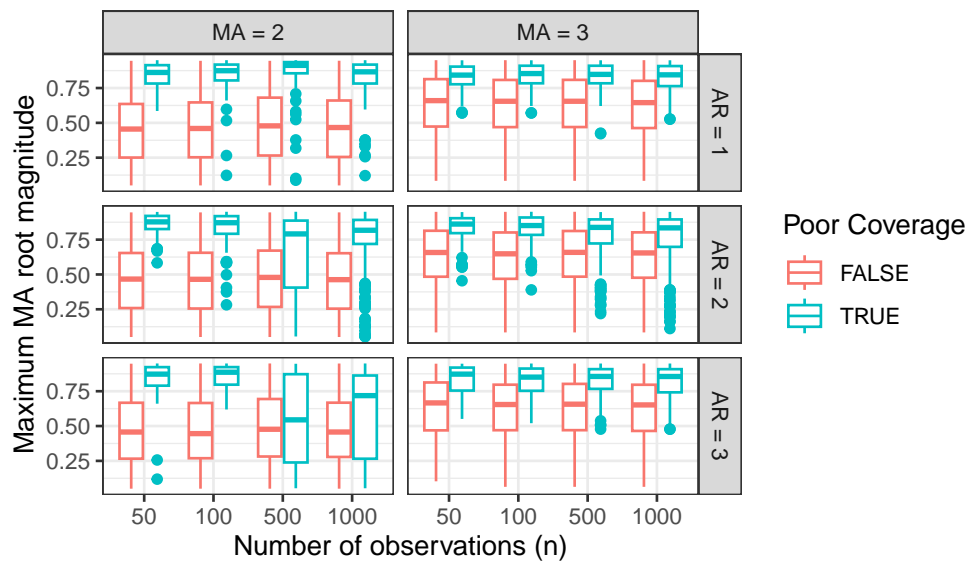 MA = 2
MA = 3
0.75
0.50
0.25
AR = 1
0.75
0.50
0.25
AR = 2
0.75
0.50
0.25
AR = 3
50
100
500
1000
50
100
500
1000
Number of observations (n)
Maximum MA root magnitude
Poor Coverage
FALSE
TRUE